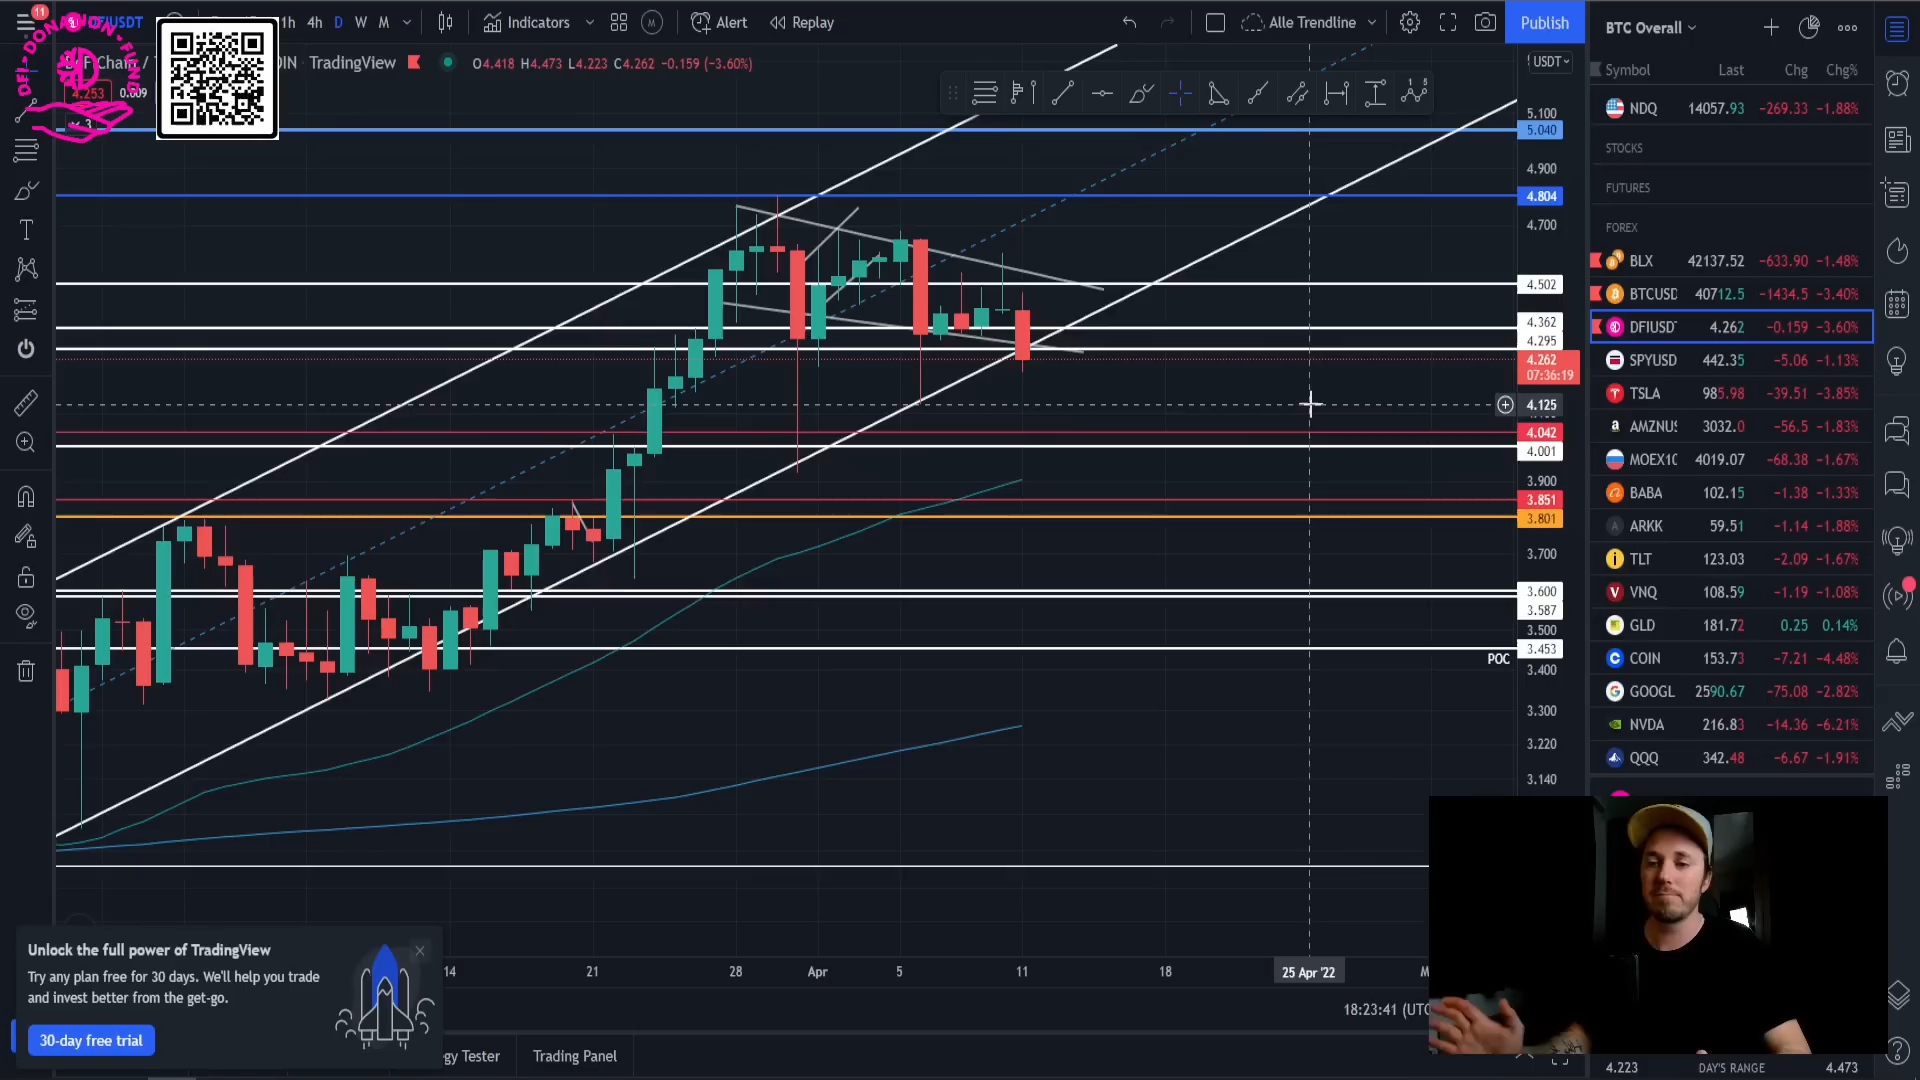 11
DFIUSDT
1h 4h D W M
Indicators
Alert
Replay
Alle Trendline
Publish
DFI-DONATION-FUND
TradingView
O4.418 H4.473 L4.223 C4.262 -0.159 (-3.60%)
4.253 0.009
3
USDT
5.100
5.040
4.900
4.804
4.700
4.502
4.362
4.295
4.262
07:36:19
4.125
4.042
4.001
3.900
3.851
3.801
3.700
3.600
3.587
3.500
3.453
POC
3.400
3.300
3.220
3.140
14 21 28 Apr 5 11 18 25 Apr '22
18:23:41 (UTC
Unlock the full power of TradingView
Try any plan free for 30 days. We'll help you trade
and invest better from the get-go.
30-day free trial
gy Tester
Trading Panel
BTC Overall
Symbol Last Chg Chg%
NDQ 14057.93 -269.33 -1.88%
STOCKS
FUTURES
FOREX
BLX 42137.52 -633.90 -1.48%
BTCUSD 40712.5 -1434.5 -3.40%
DFIUSDT 4.262 -0.159 -3.60%
SPYUSD 442.35 -5.06 -1.13%
TSLA 985.98 -39.51 -3.85%
AMZNUS 3032.0 -56.5 -1.83%
MOEX10 4019.07 -68.38 -1.67%
BABA 102.15 -1.38 -1.33%
ARKK 59.51 -1.14 -1.88%
TLT 123.03 -2.09 -1.67%
VNQ 108.59 -1.19 -1.08%
GLD 181.72 0.25 0.14%
COIN 153.73 -7.21 -4.48%
GOOGL 2590.67 -75.08 -2.82%
NVDA 216.83 -14.36 -6.21%
QQQ 342.48 -6.67 -1.91%
4.223 DAY'S RANGE 4.473